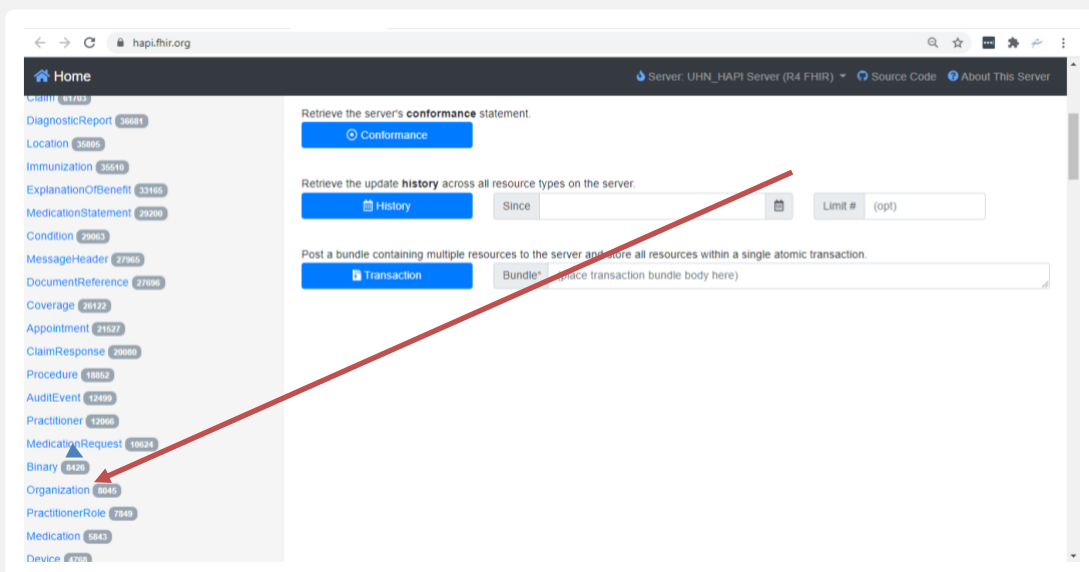 hapi.fhir.org
Home
Server: UHN_HAPI Server (R4 FHIR) Source Code About This Server
Claim 61703
DiagnosticReport 36681
Location 35805
Immunization 35510
ExplanationOfBenefit 33165
MedicationStatement 29200
Condition 29063
MessageHeader 27965
DocumentReference 27696
Coverage 26122
Appointment 21527
ClaimResponse 20080
Procedure 18852
AuditEvent 12499
Practitioner 12066
MedicationRequest 10624
Binary 8426
Organization 8045
PractitionerRole 7849
Medication 5843
Device 4768
Retrieve the server's conformance statement.
Conformance
Retrieve the update history across all resource types on the server.
History Since Limit # (opt)
Post a bundle containing multiple resources to the server and store all resources within a single atomic transaction.
Transaction Bundle* (place transaction bundle body here)